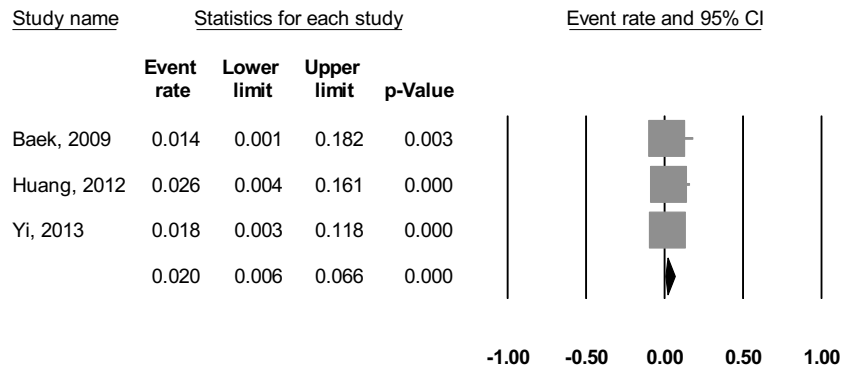 Study name Statistics for each study Event rate and 95% CI
Event Lower Upper
rate limit limit p-Value
Baek, 2009 0.014 0.001 0.182 0.003
Huang, 2012 0.026 0.004 0.161 0.000
Yi, 2013 0.018 0.003 0.118 0.000
0.020 0.006 0.066 0.000
-1.00 -0.50 0.00 0.50 1.00